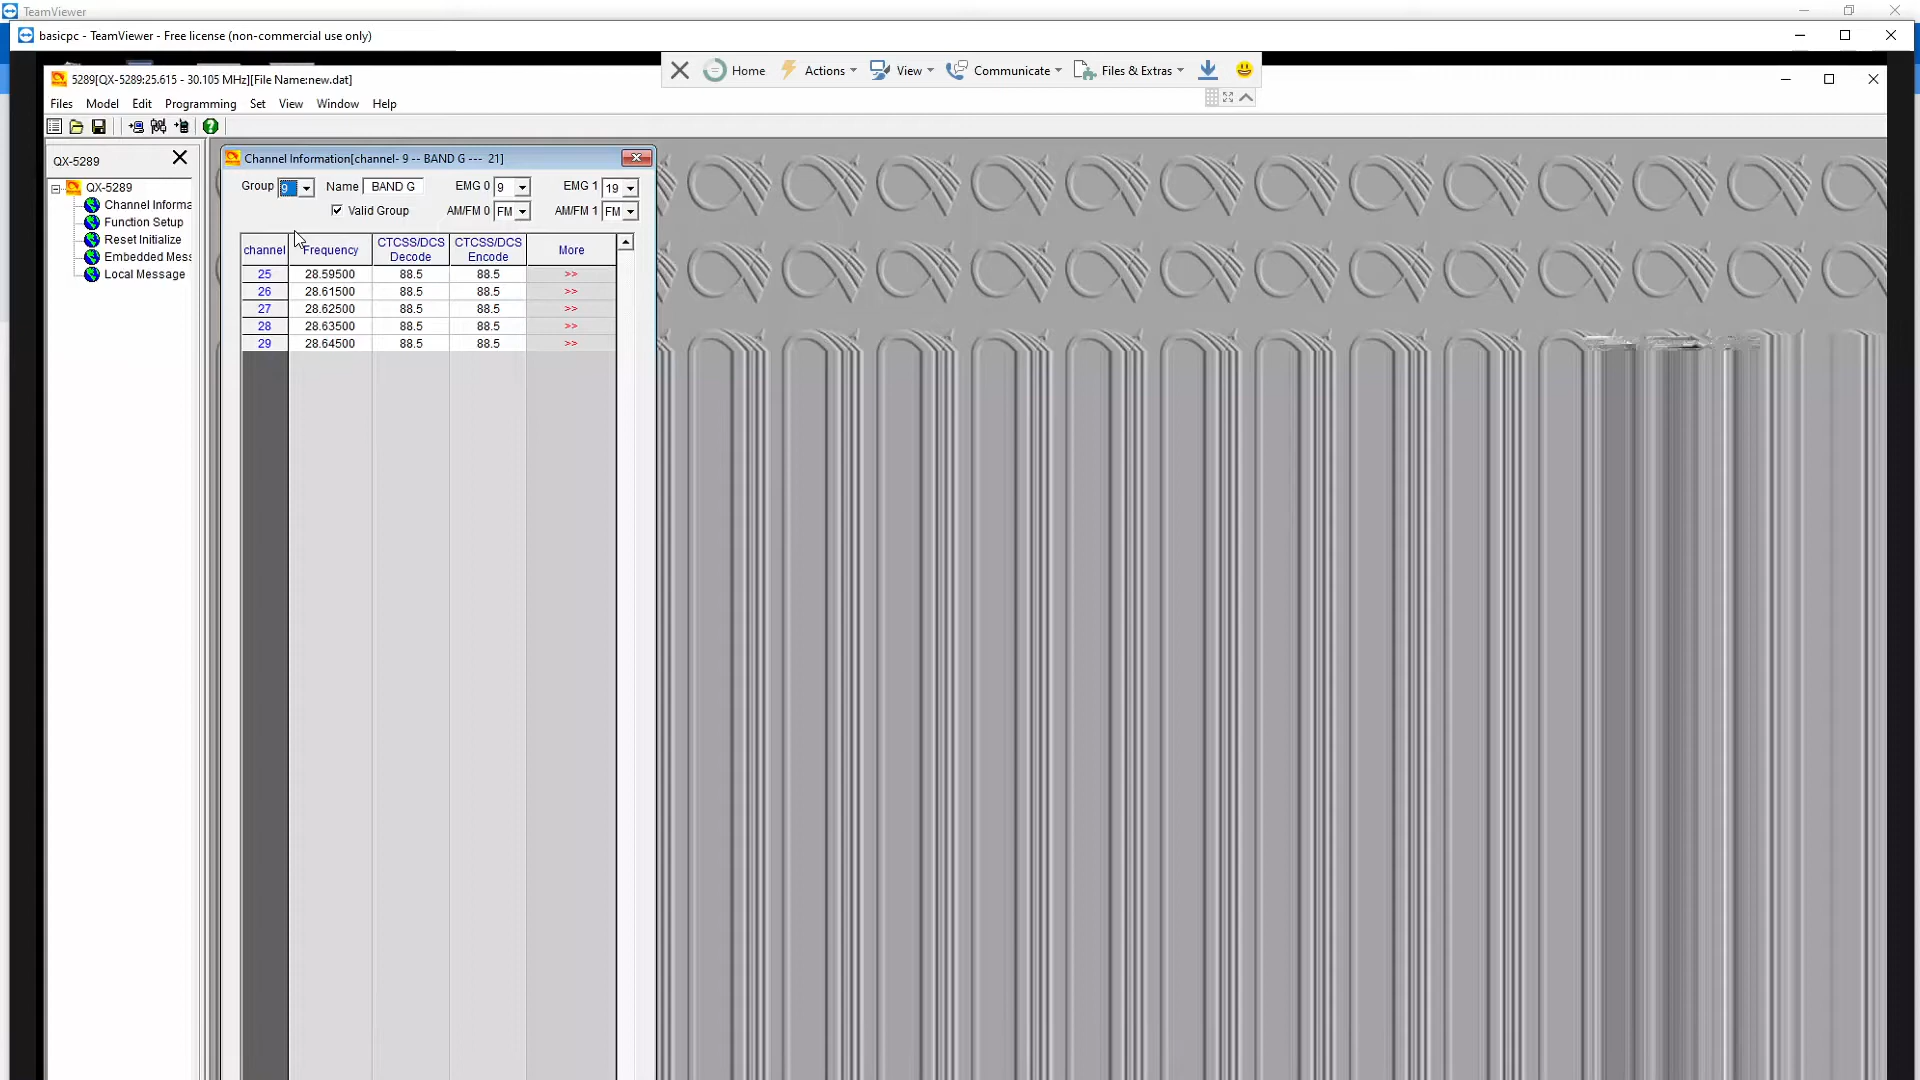 TeamViewer
basicpc - TeamViewer - Free license (non-commercial use only)
Home Actions View Communicate Files & Extras
5289[QX-5289:25.615 - 30.105 MHz][File Name:new.dat]
Files Model Edit Programming Set View Window Help
QX-5289
QX-5289
Channel Informa
Function Setup
Reset Initialize
Embedded Mess
Local Message
Channel Information[channel- 9 -- BAND G --- 21]
Group 9 Name BAND G EMG 0 9 EMG 1 19
Valid Group AM/FM 0 FM AM/FM 1 FM
channel Frequency CTCSS/DCS Decode CTCSS/DCS Encode More
25 28.59500 88.5 88.5 >>
26 28.61500 88.5 88.5 >>
27 28.62500 88.5 88.5 >>
28 28.63500 88.5 88.5 >>
29 28.64500 88.5 88.5 >>